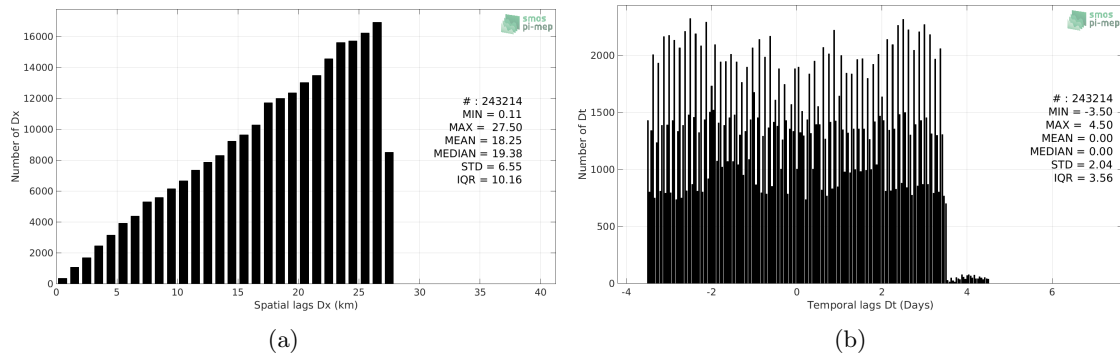 smos
pi-mep
16000
14000
12000
10000
8000
6000
4000
2000
0
Number of Dx
# : 243214
MIN = 0.11
MAX = 27.50
MEAN = 18.25
MEDIAN = 19.38
STD = 6.55
IQR = 10.16
0 5 10 15 20 25 30 35 40
Spatial lags Dx (km)
(a)
smos
pi-mep
2000
1500
1000
500
0
Number of Dt
# : 243214
MIN = -3.50
MAX = 4.50
MEAN = 0.00
MEDIAN = 0.00
STD = 2.04
IQR = 3.56
-4 -2 0 2 4 6
Temporal lags Dt (Days)
(b)